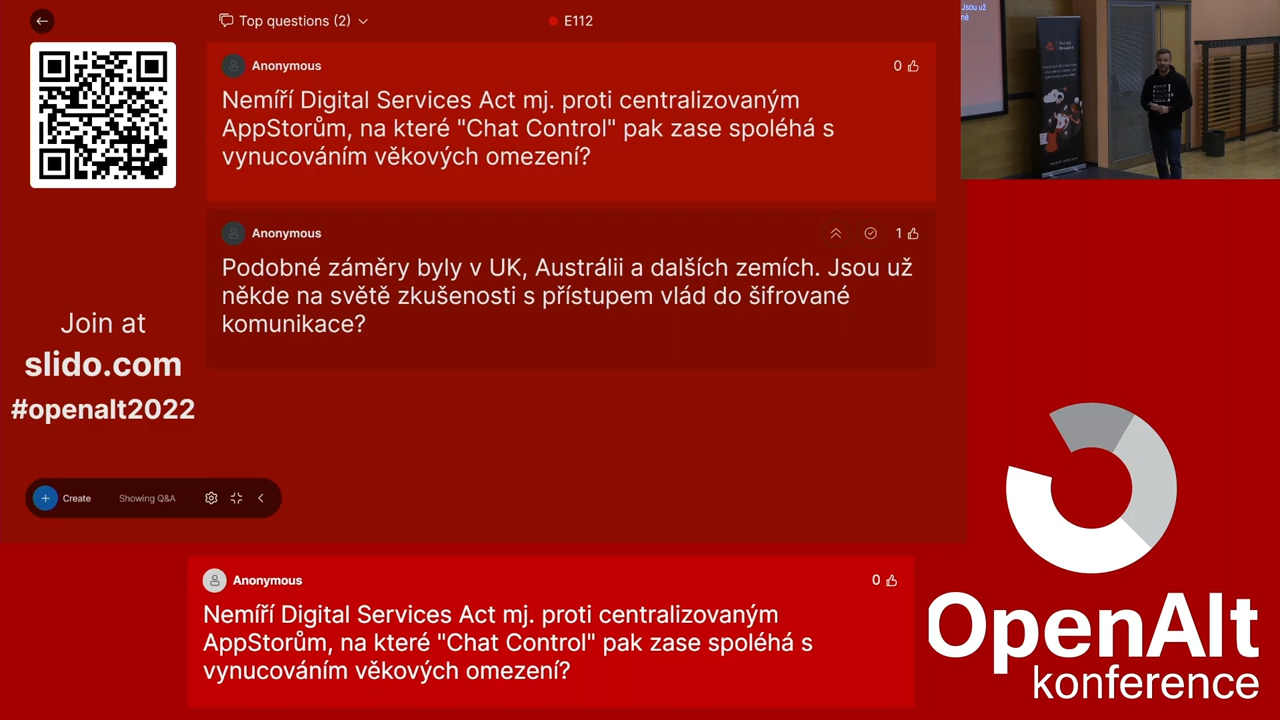 Top questions (2)
E112
Anonymous
0
Nemíří Digital Services Act mj. proti centralizovaným
AppStorům, na které "Chat Control" pak zase spoléhá s
vynucováním věkových omezení?
Anonymous
1
Podobné záměry byly v UK, Austrálii a dalších zemích. Jsou už
někde na světě zkušenosti s přístupem vlád do šifrované
komunikace?
Join at
slido.com
#openalt2022
Create
Showing Q&A
Jsou už
Anonymous
0
Nemíří Digital Services Act mj. proti centralizovaným
AppStorům, na které "Chat Control" pak zase spoléhá s
vynucováním věkových omezení?
OpenAlt
konference